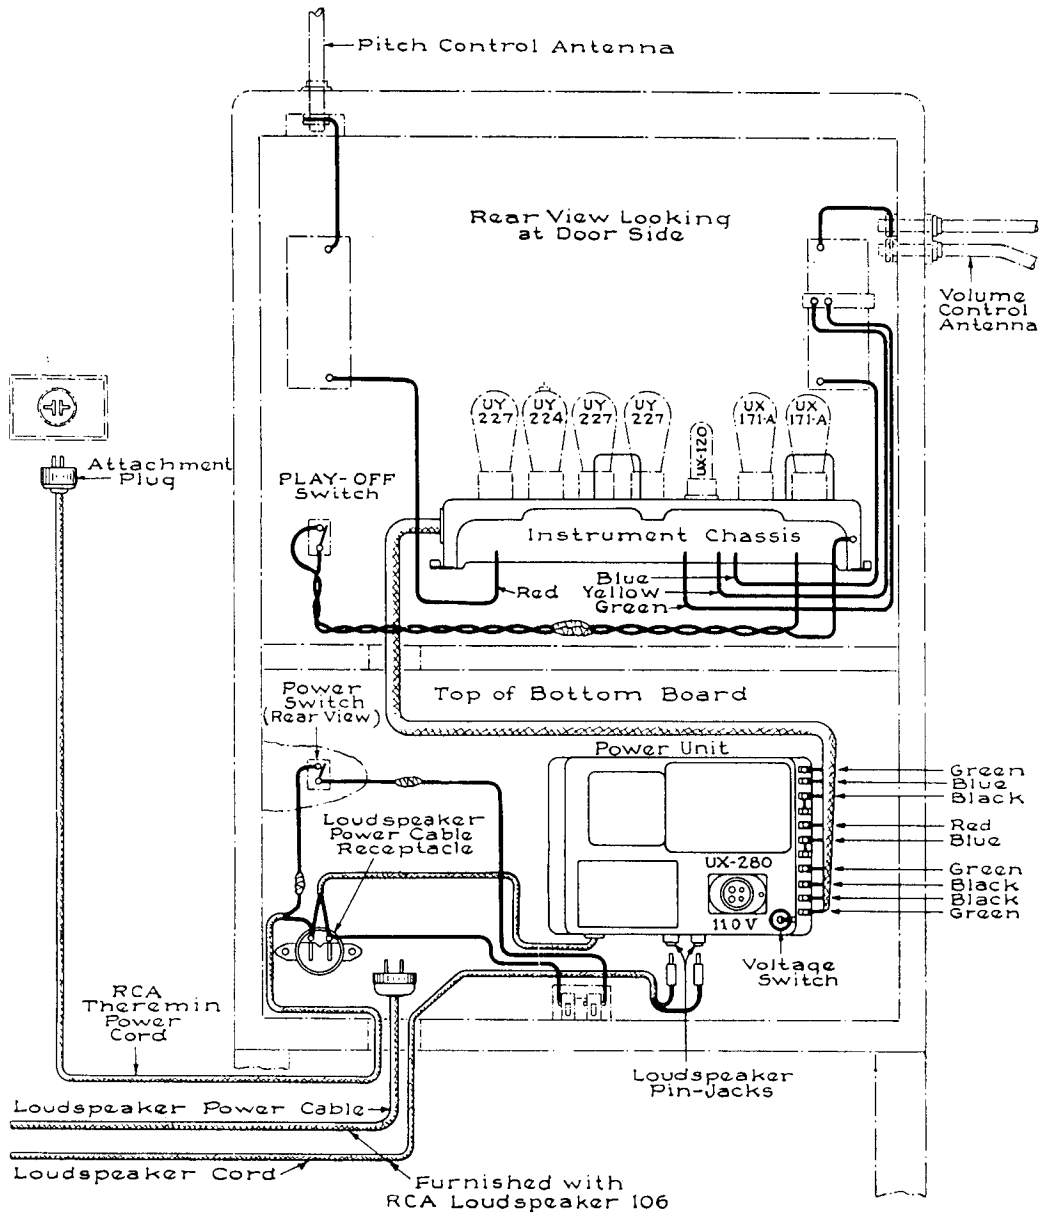 Pitch Control Antenna
Rear View Looking
at Door Side
Volume
Control
Antenna
Attachment
Plug
PLAY-OFF
Switch
UY
227
UY
224
UY
227
UY
227
UX-120
UX
171-A
UX
171-A
Instrument Chassis
Red
Blue
Yellow
Green
Power
Switch
(Rear View)
Top of Bottom Board
Power Unit
Loudspeaker
Power Cable
Receptacle
UX-280
110V
Green
Blue
Black
Red
Blue
Green
Black
Black
Green
Voltage
Switch
RCA
Theremin
Power
Cord
Loudspeaker
Pin-Jacks
Loudspeaker Power Cable
Loudspeaker Cord
Furnished with
RCA Loudspeaker 106